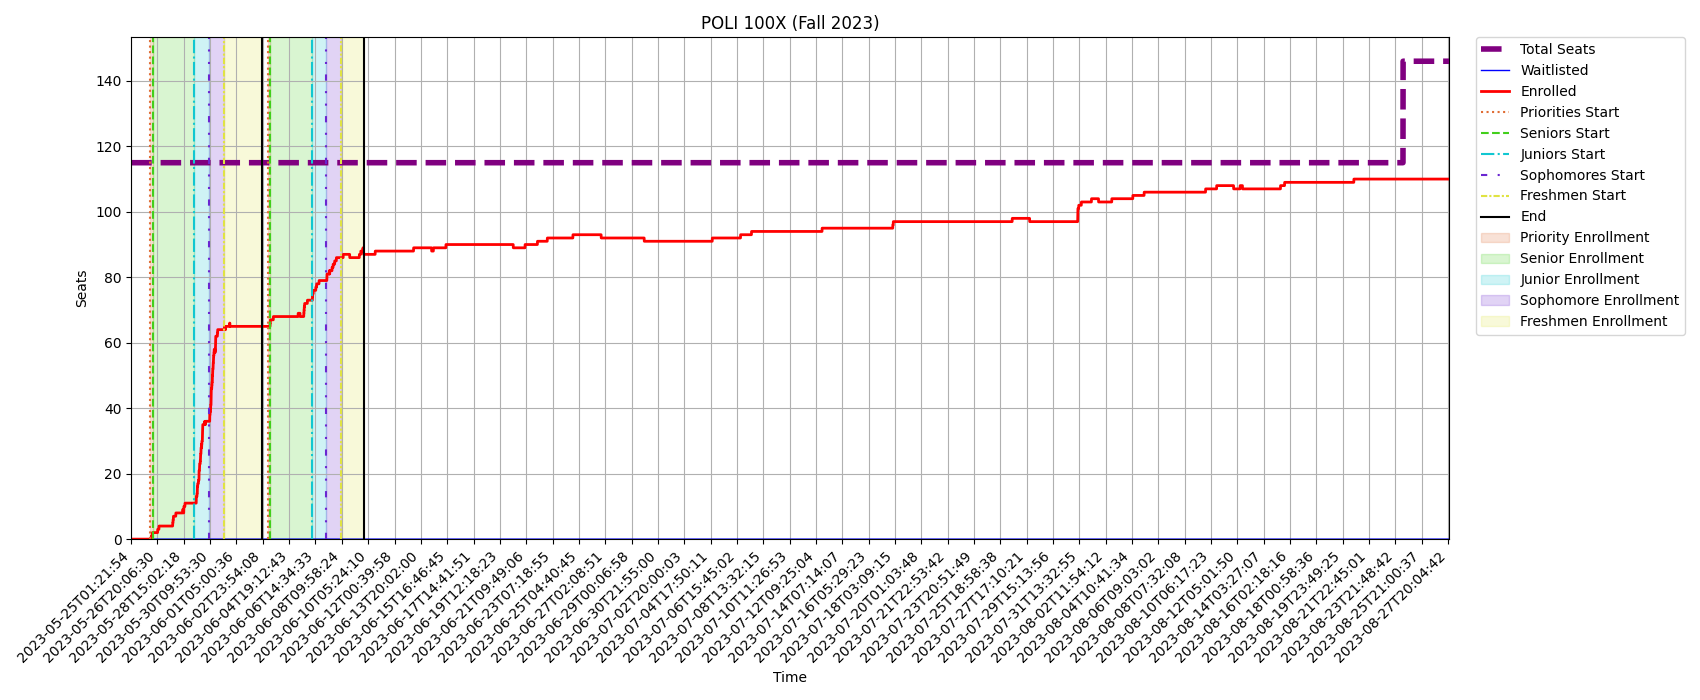 POLI 100X (Fall 2023)
Seats
140
120
100
80
60
40
20
0
2023-05-25T01:21:54
2023-05-26T20:06:30
2023-05-28T15:02:18
2023-05-30T09:53:30
2023-06-01T05:00:36
2023-06-02T23:54:08
2023-06-04T19:12:43
2023-06-06T14:34:33
2023-06-08T09:58:24
2023-06-10T05:24:10
2023-06-12T00:39:58
2023-06-13T20:02:00
2023-06-15T16:46:45
2023-06-17T14:41:51
2023-06-19T12:18:23
2023-06-21T09:49:06
2023-06-23T07:18:55
2023-06-25T04:40:45
2023-06-27T02:08:51
2023-06-29T00:06:58
2023-06-30T21:55:00
2023-07-02T20:00:03
2023-07-04T17:50:11
2023-07-06T15:45:02
2023-07-08T13:32:15
2023-07-10T11:26:53
2023-07-12T09:25:04
2023-07-14T07:14:07
2023-07-16T05:29:23
2023-07-18T03:09:15
2023-07-20T01:03:48
2023-07-21T22:53:42
2023-07-23T20:51:49
2023-07-25T18:58:38
2023-07-27T17:10:21
2023-07-29T15:13:56
2023-07-31T13:32:55
2023-08-02T11:54:12
2023-08-04T10:41:34
2023-08-06T09:03:02
2023-08-08T07:32:08
2023-08-10T06:17:23
2023-08-12T05:01:50
2023-08-14T03:27:07
2023-08-16T02:18:16
2023-08-18T00:58:36
2023-08-19T23:49:25
2023-08-21T22:45:01
2023-08-23T21:48:42
2023-08-25T21:00:37
2023-08-27T20:04:42
Time
Total Seats
Waitlisted
Enrolled
Priorities Start
Seniors Start
Juniors Start
Sophomores Start
Freshmen Start
End
Priority Enrollment
Senior Enrollment
Junior Enrollment
Sophomore Enrollment
Freshmen Enrollment